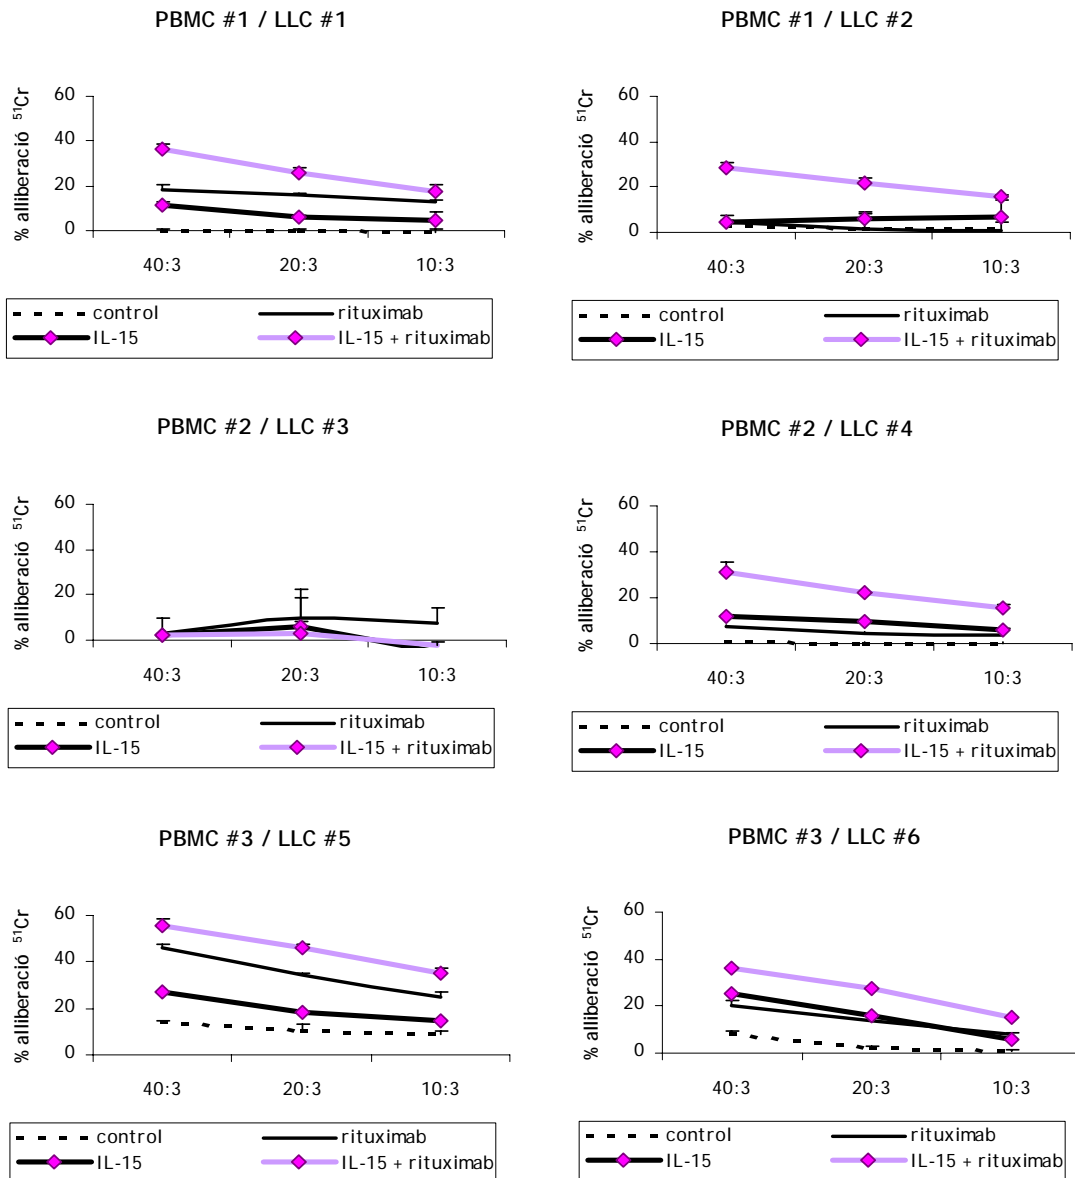 PBMC #1 / LLC #1
% alliberació ⁵¹Cr
60
40
20
0
40:3 20:3 10:3
control rituximab
IL-15 IL-15 + rituximab
PBMC #1 / LLC #2
% alliberació ⁵¹Cr
60
40
20
0
40:3 20:3 10:3
control rituximab
IL-15 IL-15 + rituximab
PBMC #2 / LLC #3
% alliberació ⁵¹Cr
60
40
20
0
40:3 20:3 10:3
control rituximab
IL-15 IL-15 + rituximab
PBMC #2 / LLC #4
% alliberació ⁵¹Cr
60
40
20
0
40:3 20:3 10:3
control rituximab
IL-15 IL-15 + rituximab
PBMC #3 / LLC #5
% alliberació ⁵¹Cr
60
40
20
0
40:3 20:3 10:3
control rituximab
IL-15 IL-15 + rituximab
PBMC #3 / LLC #6
% alliberació ⁵¹Cr
60
40
20
0
40:3 20:3 10:3
control rituximab
IL-15 IL-15 + rituximab